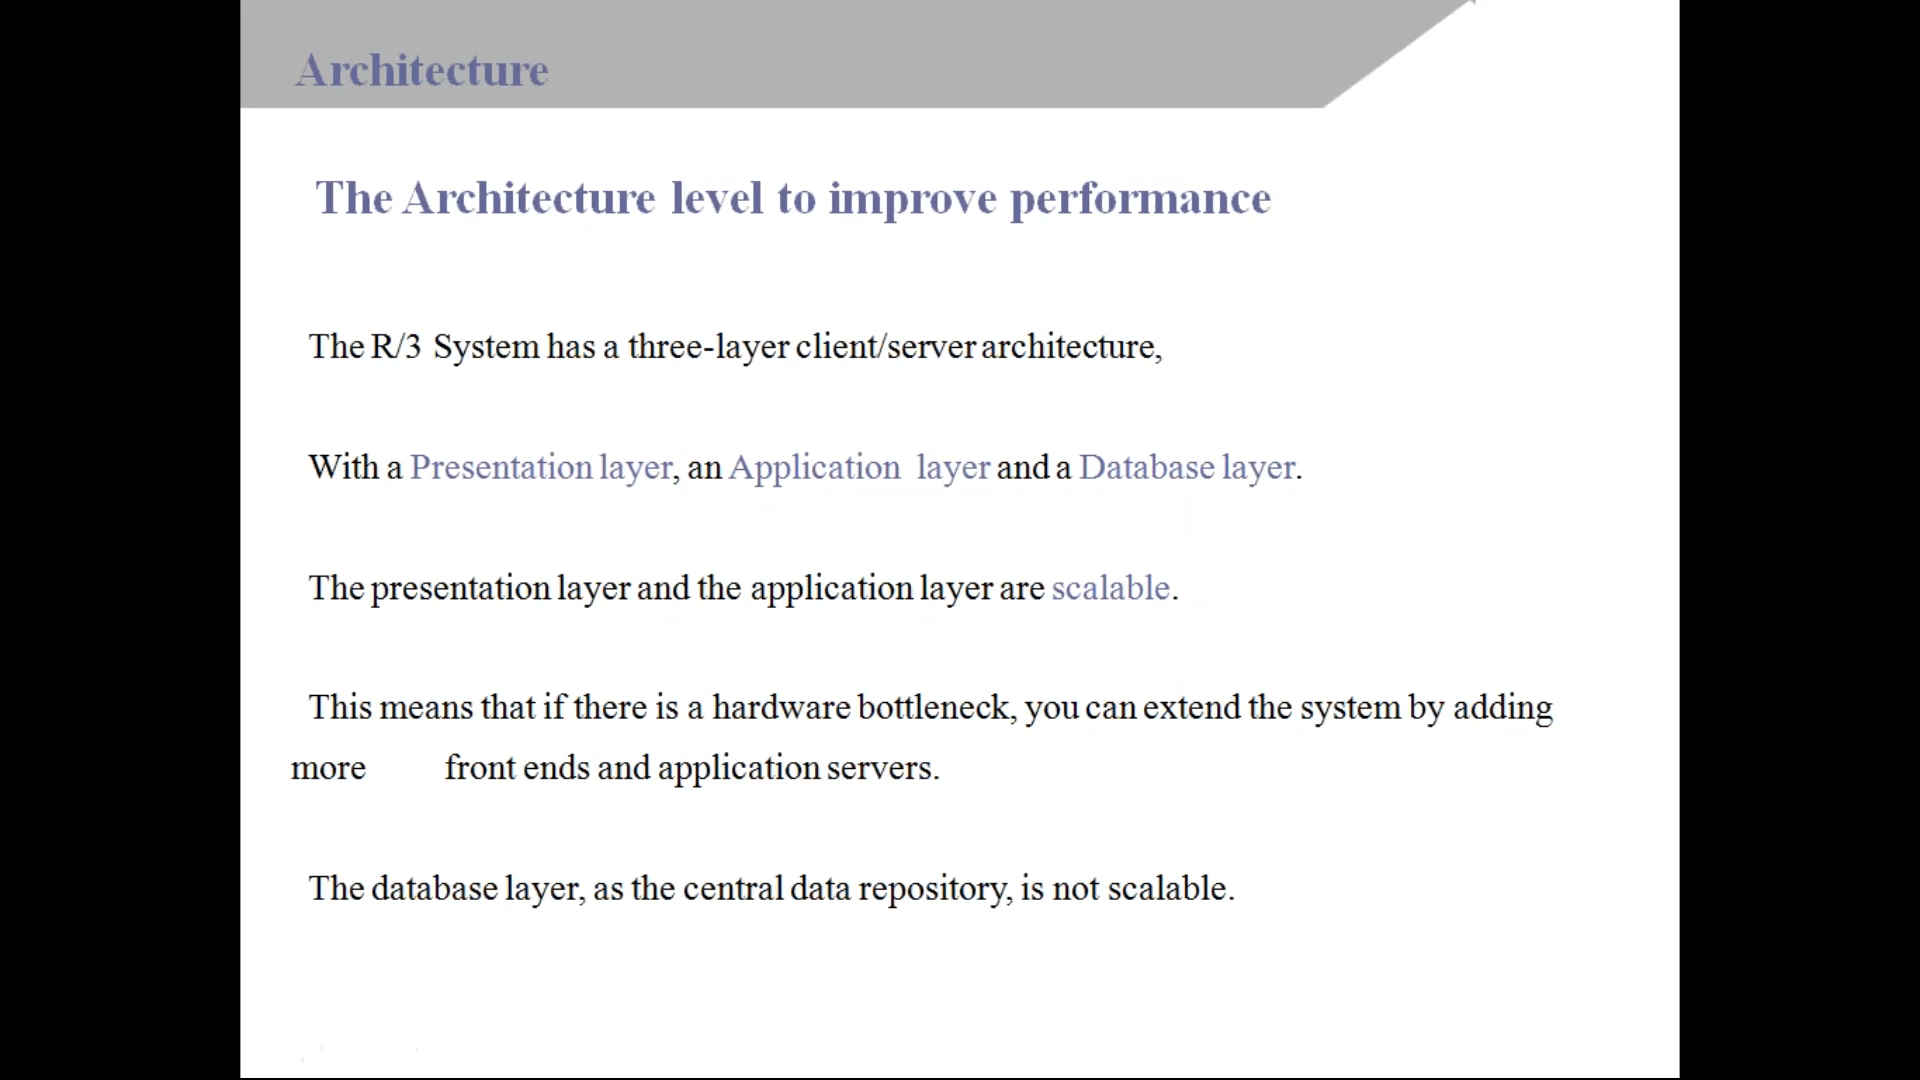 Architecture
The Architecture level to improve performance
The R/3 System has a three-layer client/server architecture,
With a Presentation layer, an Application layer and a Database layer.
The presentation layer and the application layer are scalable.
This means that if there is a hardware bottleneck, you can extend the system by adding
more front ends and application servers.
The database layer, as the central data repository, is not scalable.